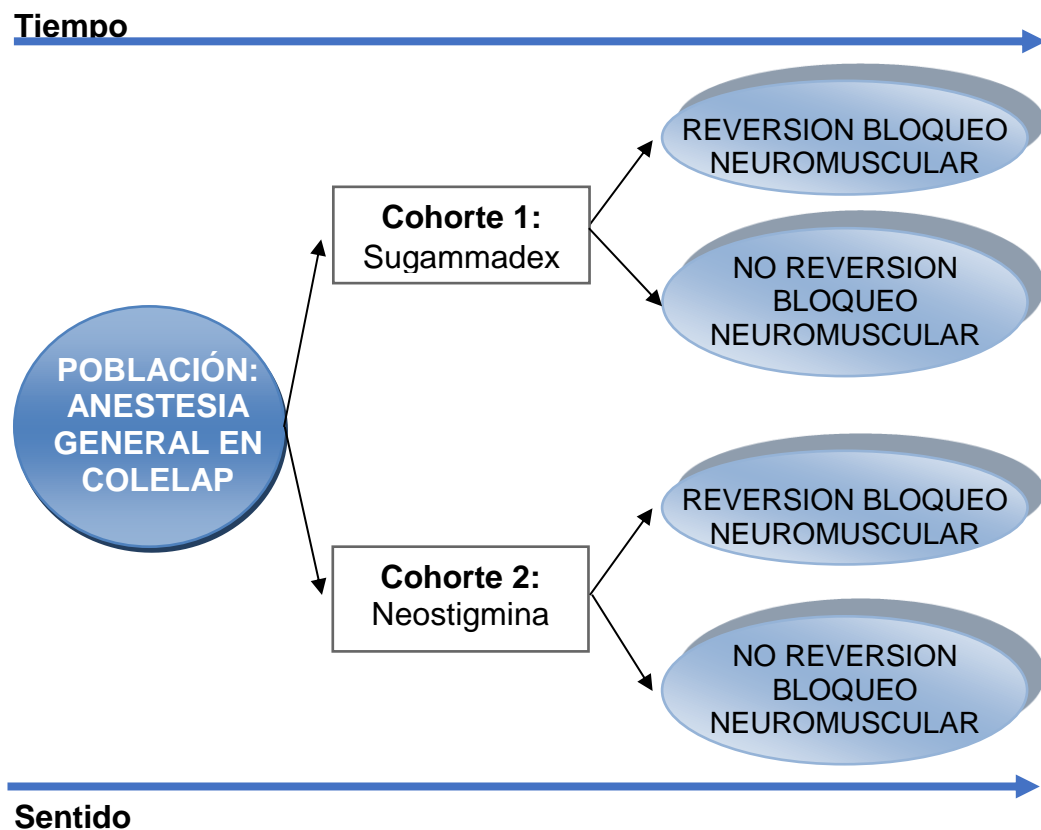 Tiempo
REVERSION BLOQUEO
NEUROMUSCULAR
Cohorte 1:
Sugammadex
NO REVERSION
BLOQUEO
NEUROMUSCULAR
POBLACIÓN:
ANESTESIA
GENERAL EN
COLELAP
REVERSION BLOQUEO
NEUROMUSCULAR
Cohorte 2:
Neostigmina
NO REVERSION
BLOQUEO
NEUROMUSCULAR
Sentido